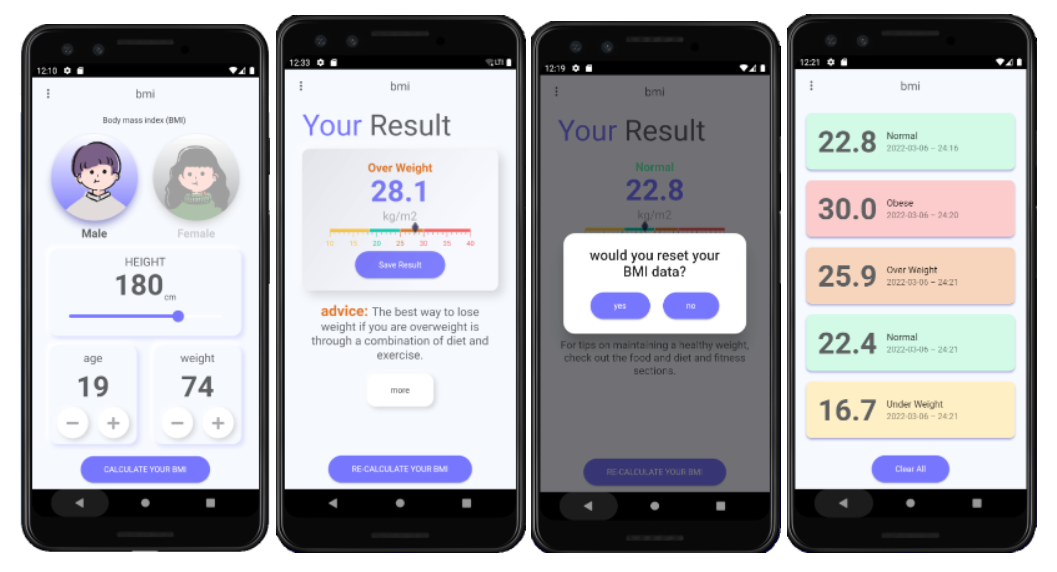 12:10
bmi
Body mass index (BMI)
Male
Female
HEIGHT
180 cm
age
19
weight
74
CALCULATE YOUR BMI
12:33
LTE
bmi
Your Result
Over Weight
28.1
kg/m2
10 15 20 25 30 35 40
Save Result
advice: The best way to lose
weight if you are overweight is
through a combination of diet and
exercise.
more
RE-CALCULATE YOUR BMI
12:19
bmi
Your Result
Normal
22.8
kg/m2
would you reset your
BMI data?
yes
no
For tips on maintaining a healthy weight,
check out the food and diet and fitness
sections.
RE-CALCULATE YOUR BMI
12:21
bmi
22.8
Normal
2022-03-06 – 24:16
30.0
Obese
2022-03-06 – 24:20
25.9
Over Weight
2022-03-06 – 24:21
22.4
Normal
2022-03-06 – 24:21
16.7
Under Weight
2022-03-06 – 24:21
Clear All